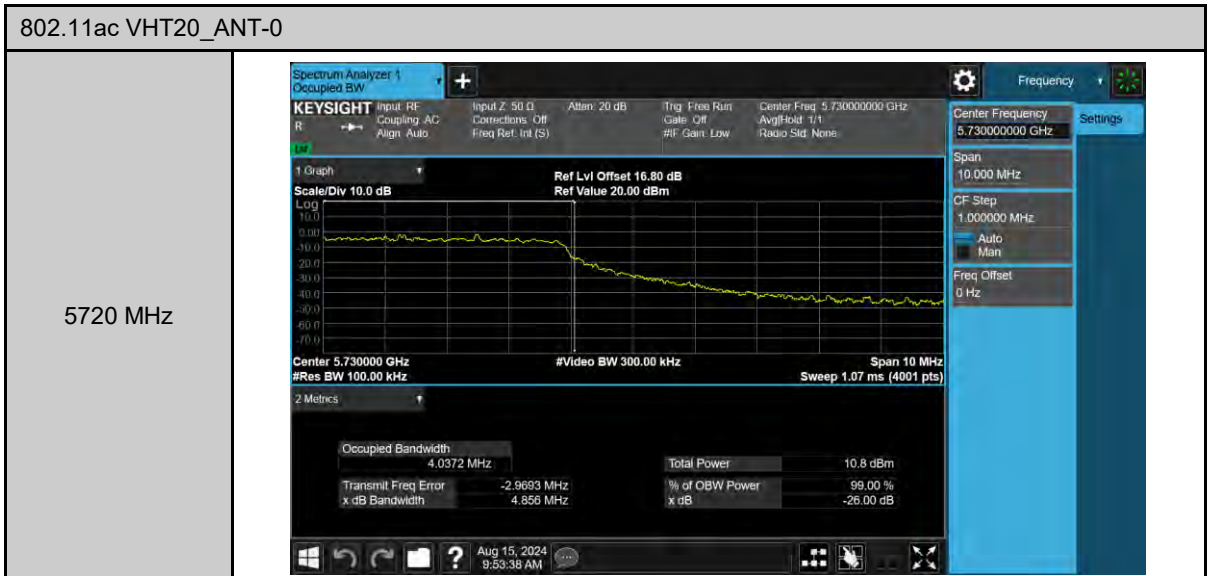 802.11ac VHT20_ANT-0
5720 MHz
Spectrum Analyzer 1
Occupied BW
Frequency
KEYSIGHT
R
Input: RF
Coupling: AC
Align: Auto
Input Z: 50 Ω
Corrections: Off
Freq Ref: Int (S)
Atten: 20 dB
Trig: Free Run
Gate: Off
#IF Gain: Low
Center Freq: 5.730000000 GHz
Avg|Hold: 1/1
Radio Std: None
1 Graph
Scale/Div 10.0 dB
Ref Lvl Offset 16.80 dB
Ref Value 20.00 dBm
Log
10.0
0.00
-10.0
-20.0
-30.0
-40.0
-50.0
-60.0
-70.0
Center 5.730000 GHz
#Res BW 100.00 kHz
#Video BW 300.00 kHz
Span 10 MHz
Sweep 1.07 ms (4001 pts)
2 Metrics
Occupied Bandwidth
4.0372 MHz
Transmit Freq Error -2.9693 MHz
x dB Bandwidth 4.856 MHz
Total Power 10.8 dBm
% of OBW Power 99.00 %
x dB -26.00 dB
Aug 15, 2024
9:53:38 AM
Center Frequency
5.730000000 GHz
Span
10.000 MHz
CF Step
1.000000 MHz
Auto
Man
Freq Offset
0 Hz
Settings